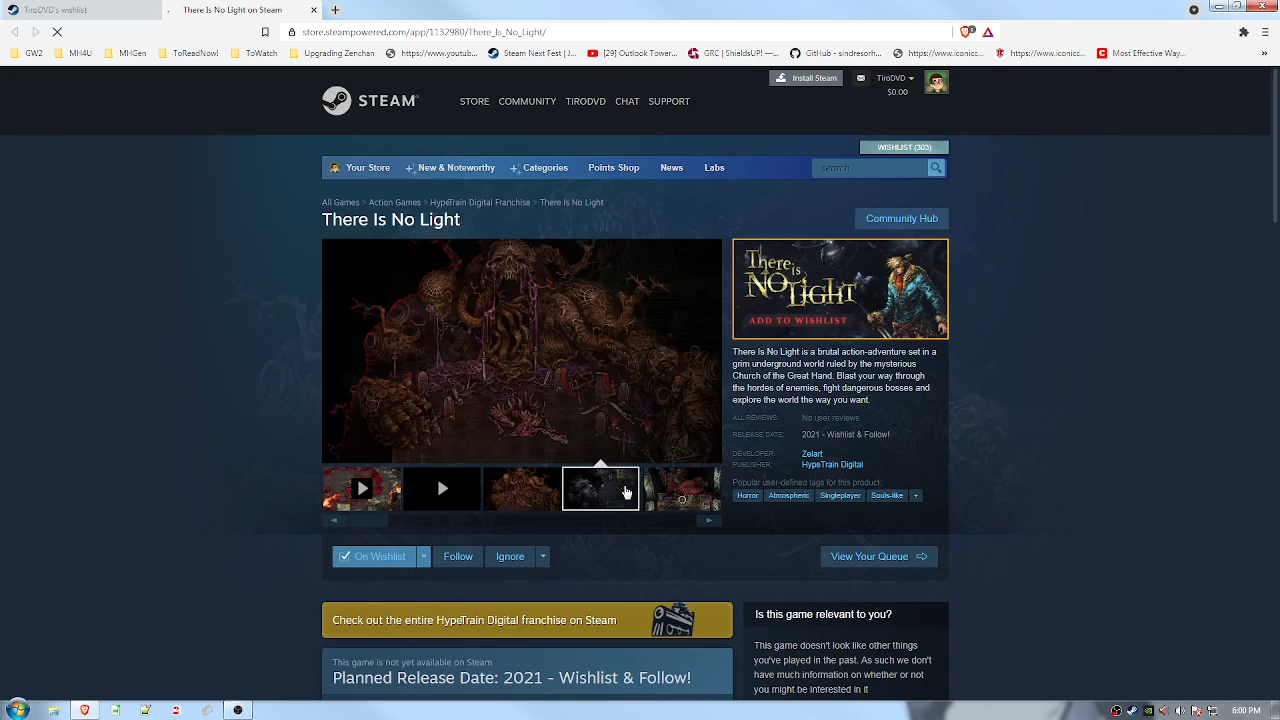 TiroDVD's wishlist
There Is No Light on Steam
store.steampowered.com/app/1132980/There_Is_No_Light/
GW2
MH4U
MHGen
ToReadNow!
ToWatch
Upgrading Zenchan
YouTube
Steam Next Test [ J...
[29] Outlook Tower...
GRC | ShieldsUP! —...
GitHub - sindresorh...
https://www.iconicc...
https://www.iconicc...
Most Effective Way...
»
STEAM
STORE
COMMUNITY
TIRODVD
CHAT
SUPPORT
Install Steam
TiroDVD
$0.00
WISHLIST (303)
Your Store
New & Noteworthy
Categories
Points Shop
News
Labs
search
All Games > Action Games > HypeTrain Digital Franchise > There Is No Light
There Is No Light
Community Hub
There is
NO LIGHT
ADD TO WISHLIST
There Is No Light is a brutal action-adventure set in a
grim underground world ruled by the mysterious
Church of the Great Hand. Blast your way through
the hordes of enemies, fight dangerous bosses and
explore the world the way you want.
ALL REVIEWS: No user reviews
RELEASE DATE: 2021 - Wishlist & Follow!
DEVELOPER: Zelart
PUBLISHER: HypeTrain Digital
Popular user-defined tags for this product:
Horror Atmospheric Singleplayer Souls-like +
On Wishlist
Follow
Ignore
View Your Queue
Check out the entire HypeTrain Digital franchise on Steam
Is this game relevant to you?
This game is not yet available on Steam
Planned Release Date: 2021 - Wishlist & Follow!
This game doesn't look like other things
you've played in the past. As such we don't
have much information on whether or not
you might be interested in it
6:00 PM